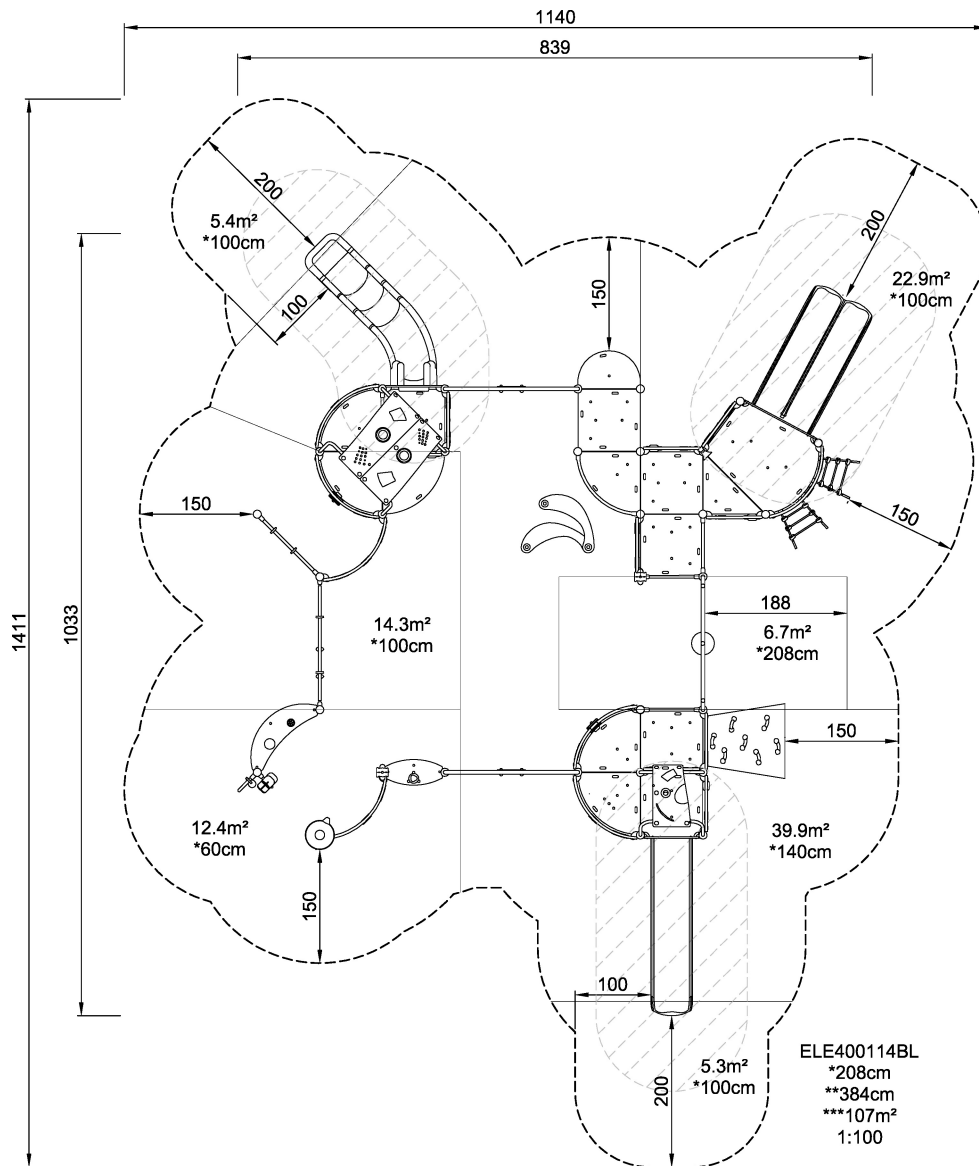 1140
839
200
5.4m²
*100cm
100
150
200
22.9m²
*100cm
150
150
1411
1033
14.3m²
*100cm
188
6.7m²
*208cm
150
12.4m²
*60cm
150
39.9m²
*140cm
100
200
5.3m²
*100cm
ELE400114BL
*208cm
**384cm
***107m²
1:100